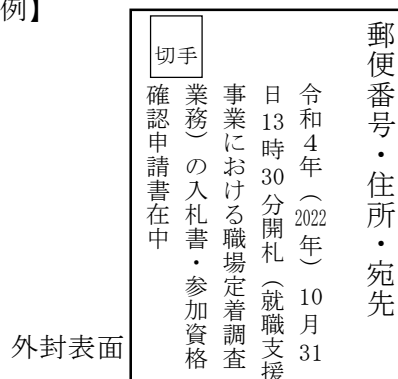 例】
郵便番号・住所・宛先
令和4年(2022年)10月31
日13時30分開札(就職支援
事業における職場定着調査
業務)の入札書・参加資格
確認申請書在中
切手
外封表面